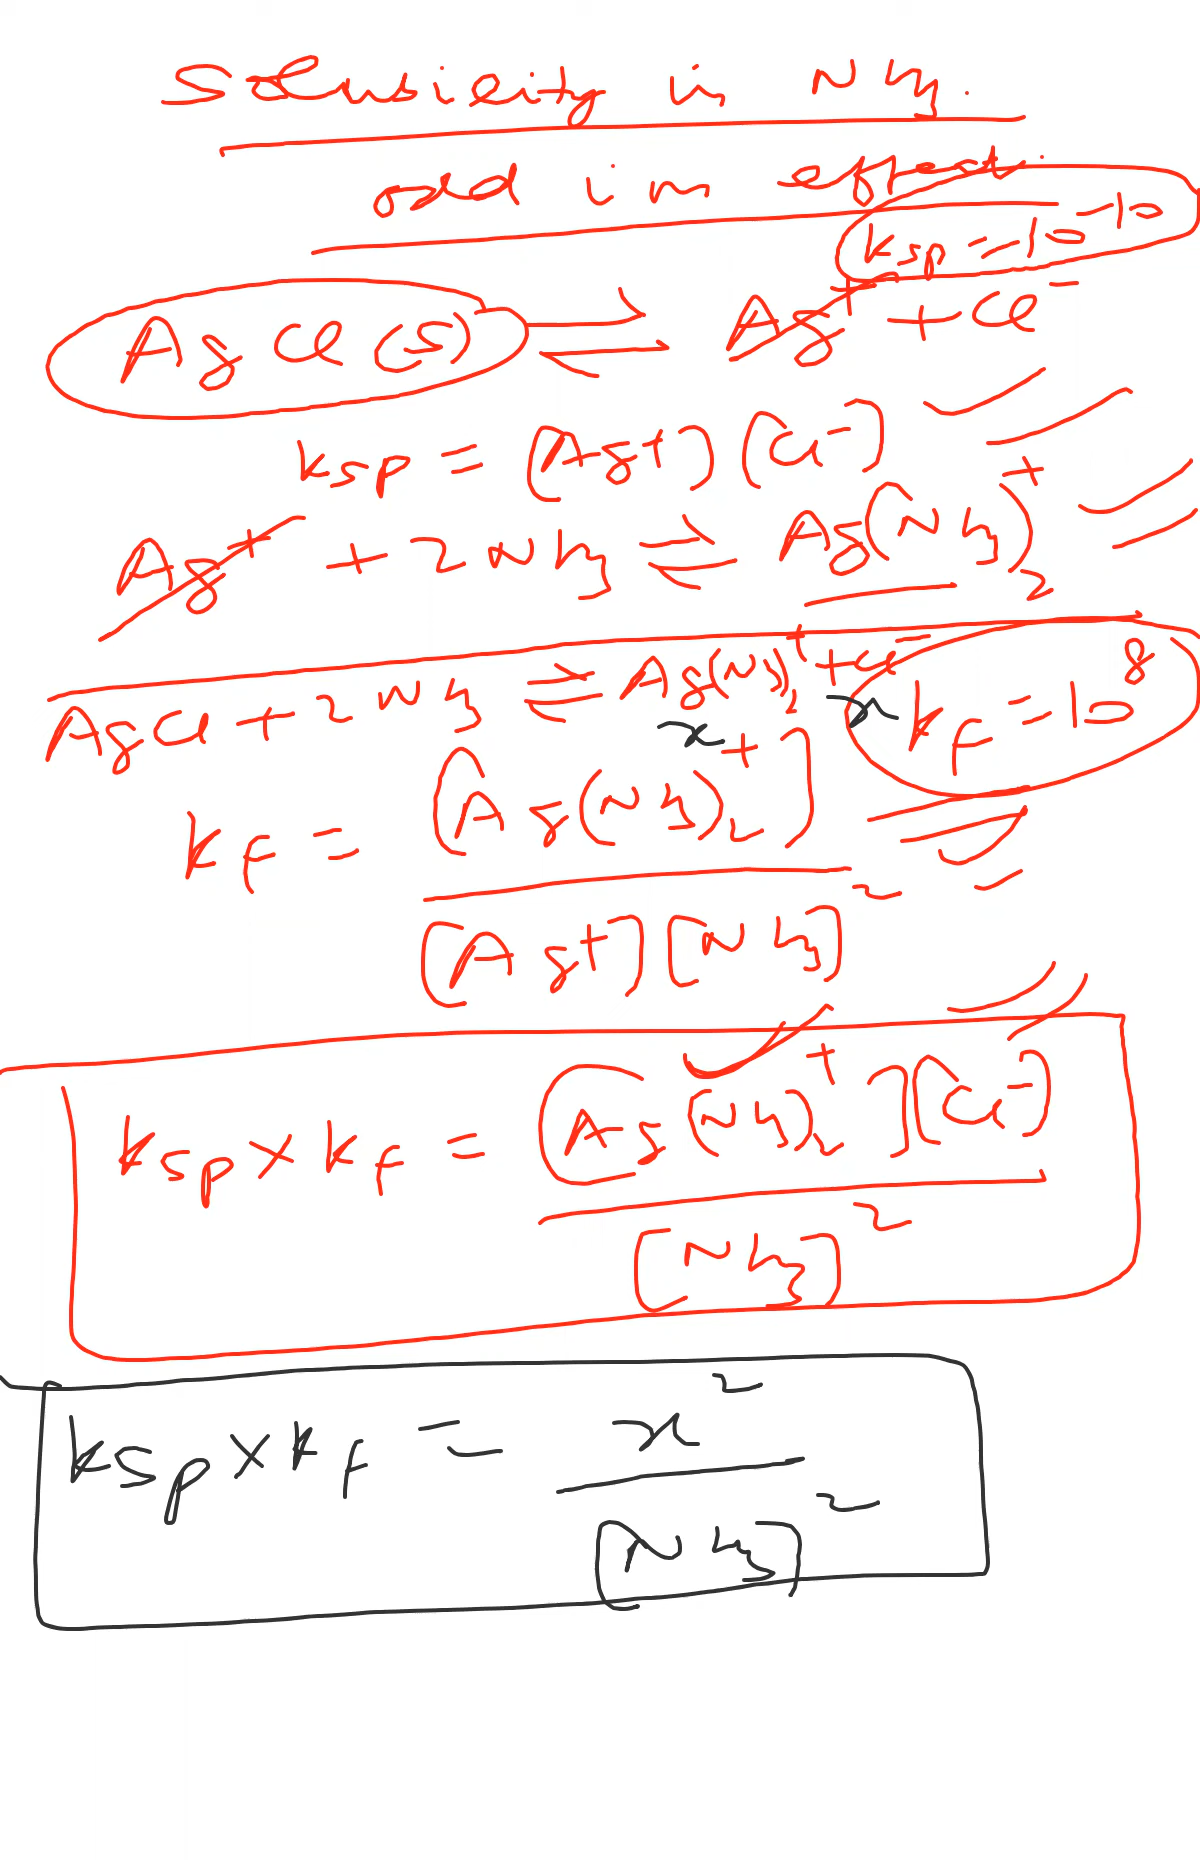 Solubility in NH3.
odd ion effect.
ksp = 10^-10
AgCl(s) ⇌ Ag+ + Cl-
ksp = [Ag+] [Cl-]
Ag+ + 2NH3 ⇌ Ag(NH3)2+
AgCl + 2NH3 ⇌ Ag(NH3)2+ + Cl-
x x
kf = 10^8
kf = [Ag(NH3)2+] / [Ag+][NH3]^2
ksp × kf = [Ag(NH3)2+][Cl-] / [NH3]^2
ksp × kf = x^2 / [NH3]^2